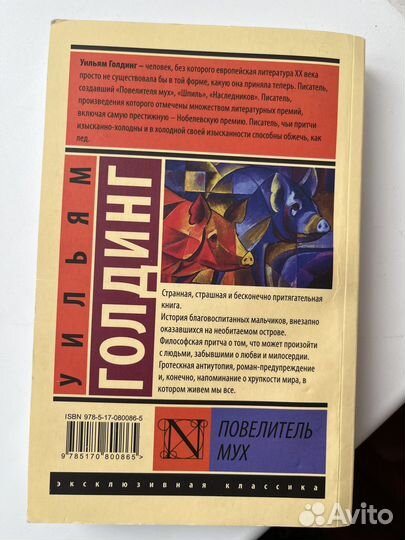 Уильям Голдинг – человек, без которого европейская литература XX века
просто не существовала бы в той форме, какую она приняла теперь. Писатель,
создавший «Повелителя мух», «Шпиль», «Наследников». Писатель,
произведения которого отмечены множеством литературных премий,
включая самую престижную – Нобелевскую премию. Писатель, чьи притчи
изысканно-холодны и в холодной своей изысканности способны обжечь, как
лед.
УИЛЬЯМ
ГОЛДИНГ
Странная, страшная и бесконечно притягательная
книга.
История благовоспитанных мальчиков, внезапно
оказавшихся на необитаемом острове.
Философская притча о том, что может произойти
с людьми, забывшими о любви и милосердии.
Гротескная антиутопия, роман-предупреждение
и, конечно, напоминание о хрупкости мира, в
котором живем мы все.
ISBN 978-5-17-080086-5
9 785170 800865 >
N
ПОВЕЛИТЕЛЬ
МУХ
эксклюзивная классика
Avito